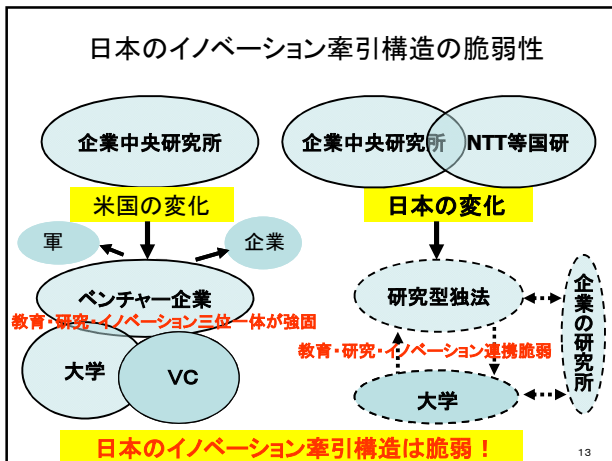 日本のイノベーション牽引構造の脆弱性
企業中央研究所
企業中央研究所
NTT等国研
米国の変化
日本の変化
軍
企業
ベンチャー企業
教育・研究・イノベーション三位一体が強固
大学
VC
研究型独法
教育・研究・イノベーション連携脆弱
大学
企業の研究所
日本のイノベーション牽引構造は脆弱！
13